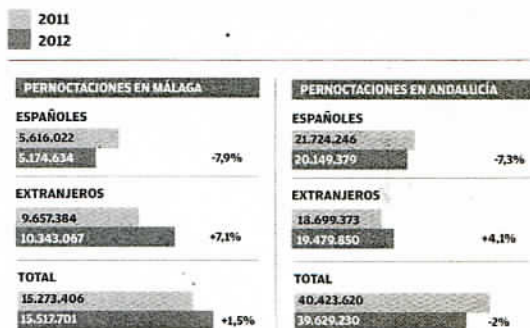 2011
2012
PERNOCTACIONES EN MÁLAGA
ESPAÑOLES
5.616.022
5.174.634 -7,9%
EXTRANJEROS
9.657.384
10.343.067 +7,1%
TOTAL
15.273.406
15.517.701 +1,5%
PERNOCTACIONES EN ANDALUCÍA
ESPAÑOLES
21.724.246
20.149.379 -7,3%
EXTRANJEROS
18.699.373
19.479.850 +4,1%
TOTAL
40.423.620
39.629.230 -2%